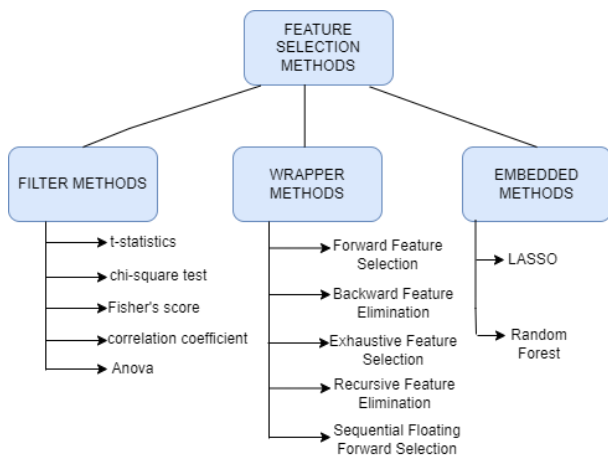 FEATURE
SELECTION
METHODS
FILTER METHODS
WRAPPER
METHODS
EMBEDDED
METHODS
t-statistics
chi-square test
Fisher's score
correlation coefficient
Anova
Forward Feature
Selection
Backward Feature
Elimination
Exhaustive Feature
Selection
Recursive Feature
Elimination
Sequential Floating
Forward Selection
LASSO
Random
Forest